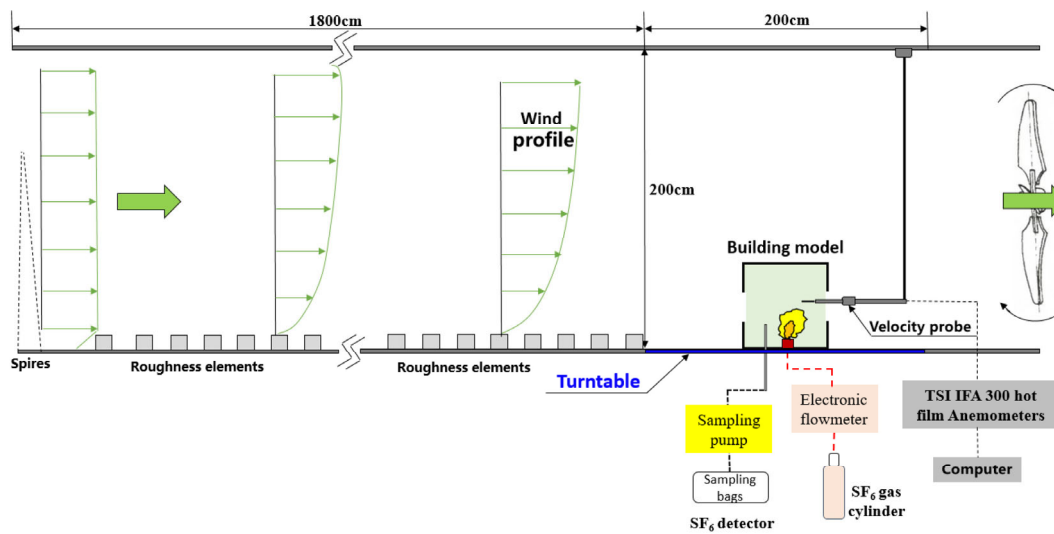 1800cm
200cm
Wind
profile
200cm
Building model
Velocity probe
Spires
Roughness elements
Roughness elements
Turntable
Sampling
pump
Electronic
flowmeter
TSI IFA 300 hot
film Anemometers
Computer
Sampling
bags
SF₆ detector
SF₆ gas
cylinder